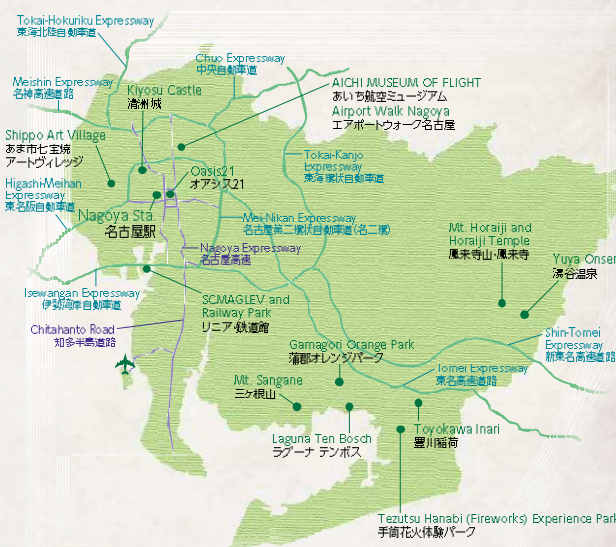 Tokai-Hokuriku Expressway
東海北陸自動車道
Chuo Expressway
中央自動車道
Meishin Expressway
名神高速道路
Kiyosu Castle
清洲城
AICHI MUSEUM OF FLIGHT
あいち航空ミュージアム
Airport Walk Nagoya
エアポートウォーク名古屋
Shippo Art Village
あま市七宝焼
アートヴィレッジ
Tokai-Kanjo
Expressway
東海環状自動車道
Oasis21
オアシス21
Higashi-Meihan
Expressway
東名阪自動車道
Nagoya Sta.
名古屋駅
Mei-Nikan Expressway
名古屋第二環状自動車道(名二環)
Mt. Horaiji and
Horaiji Temple
鳳来寺山・鳳来寺
Nagoya Expressway
名古屋高速
Yuya Onsen
湯谷温泉
Isewangan Expressway
伊勢湾岸自動車道
SCMAGLEV and
Railway Park
リニア・鉄道館
Chitahanto Road
知多半島道路
Shin-Tomei
Expressway
新東名高速道路
Gamagori Orange Park
蒲郡オレンジパーク
Tomei Expressway
東名高速道路
Mt. Sangane
三ヶ根山
Laguna Ten Bosch
ラグーナ テンボス
Toyokawa Inari
豊川稲荷
Tezutsu Hanabi (Fireworks) Experience Park
手筒花火体験パーク